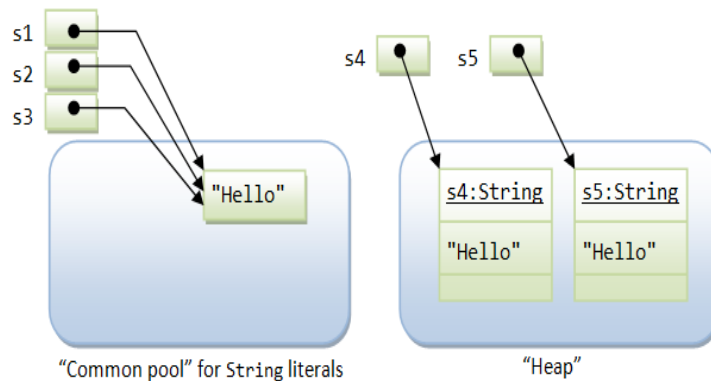 s1
s2
s3
"Hello"
“Common pool” for String literals
s4
s5
s4:String
"Hello"
s5:String
"Hello"
“Heap”